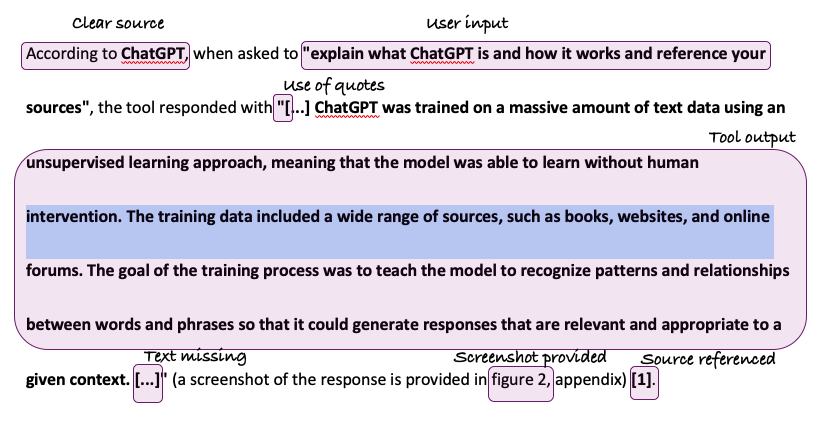 Clear source
User input
According to ChatGPT, when asked to "explain what ChatGPT is and how it works and reference your
Use of quotes
sources", the tool responded with "[...] ChatGPT was trained on a massive amount of text data using an
Tool output
unsupervised learning approach, meaning that the model was able to learn without human
intervention. The training data included a wide range of sources, such as books, websites, and online
forums. The goal of the training process was to teach the model to recognize patterns and relationships
between words and phrases so that it could generate responses that are relevant and appropriate to a
Text missing
Screenshot provided
Source referenced
given context. [...]" (a screenshot of the response is provided in figure 2, appendix) [1].